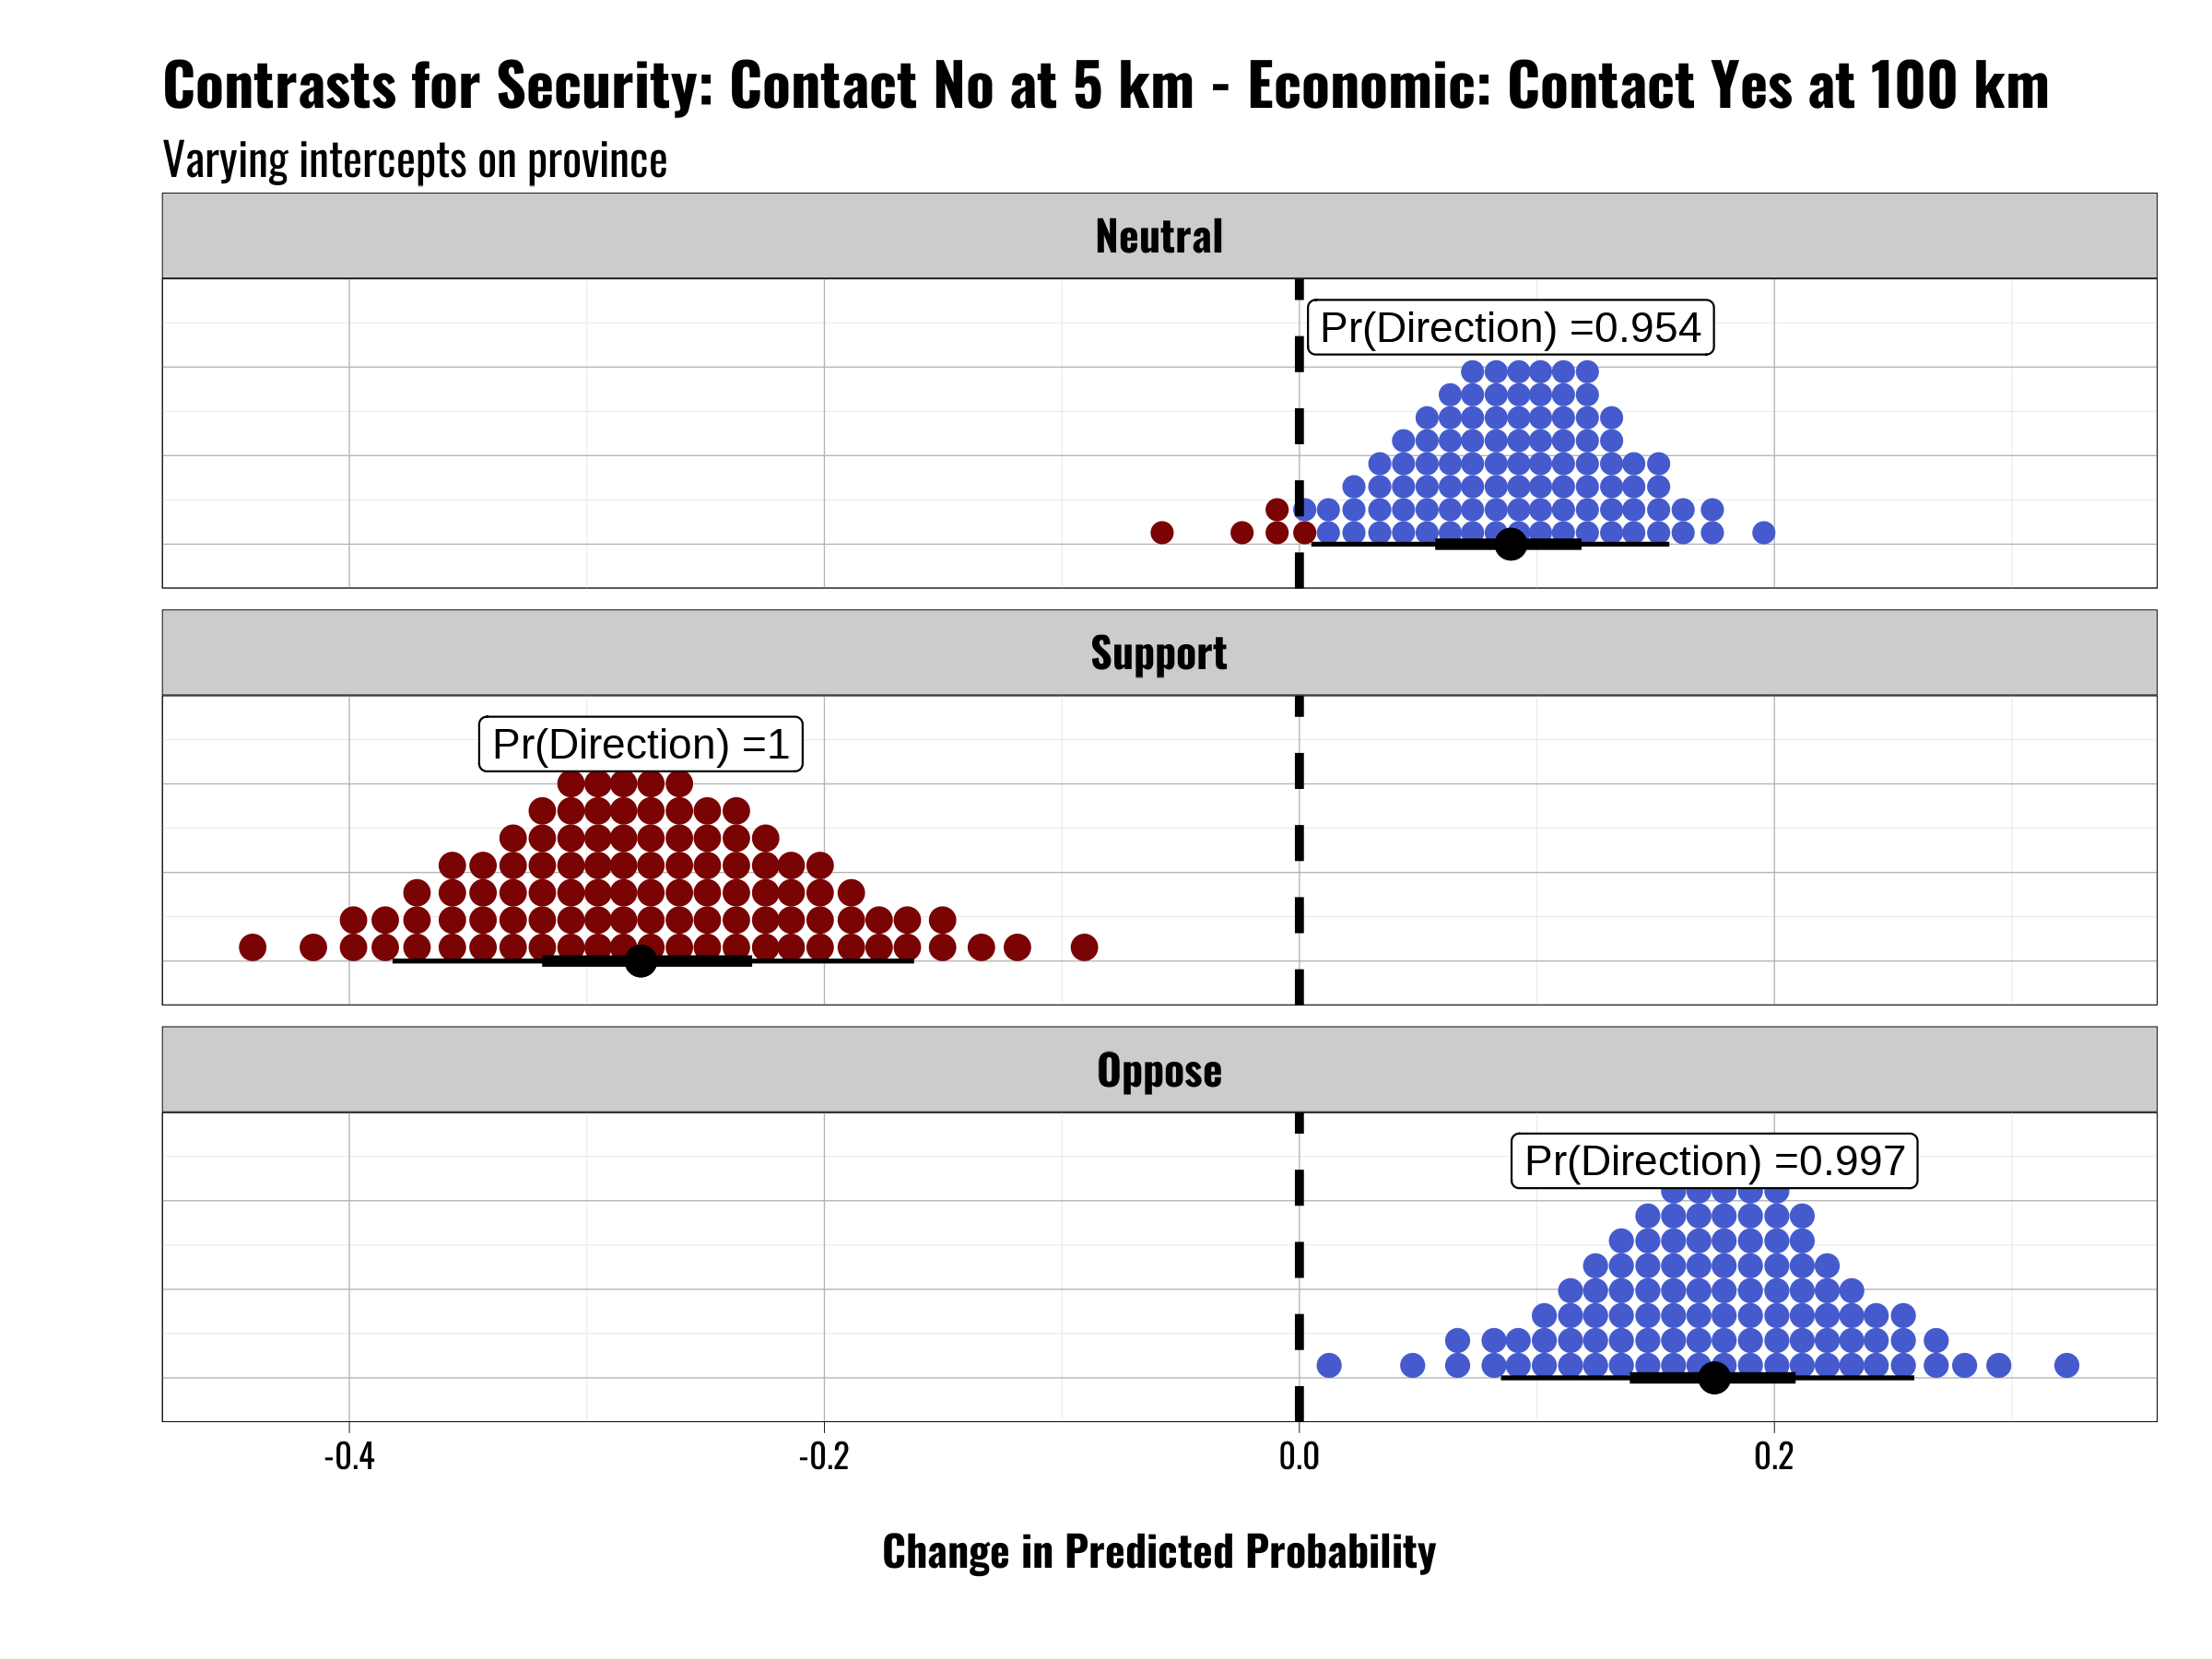 Contrasts for Security: Contact No at 5 km - Economic: Contact Yes at 100 km
Varying intercepts on province
Neutral
Pr(Direction) =0.954
Support
Pr(Direction) =1
Oppose
Pr(Direction) =0.997
-0.4 -0.2 0.0 0.2
Change in Predicted Probability